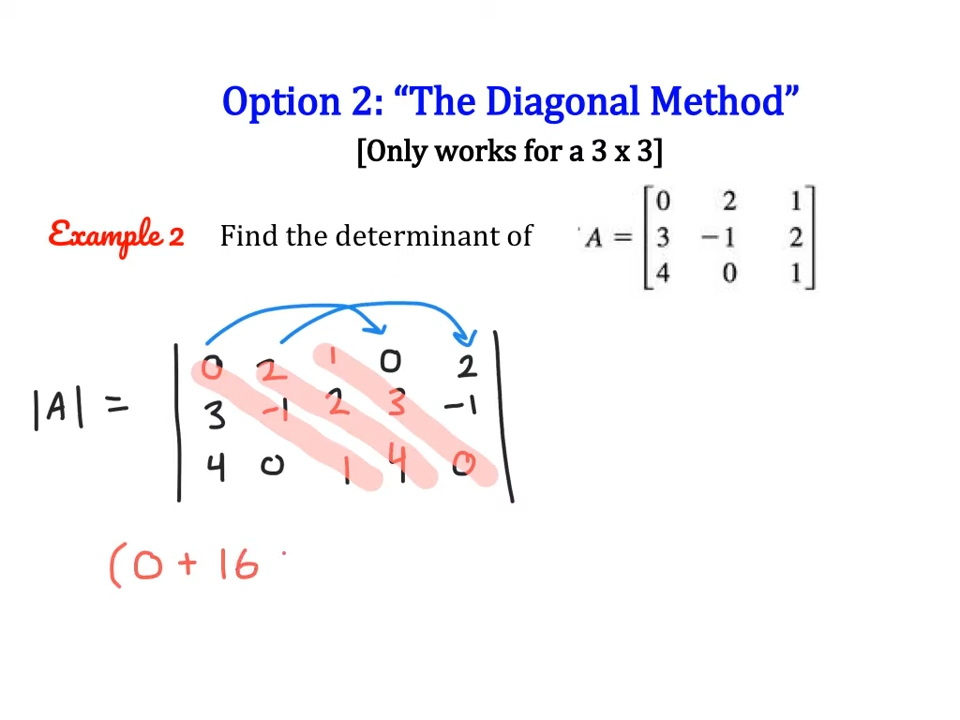 Option 2: “The Diagonal Method”
[Only works for a 3 x 3]
Example 2 Find the determinant of A = [0 2 1]
3 -1 2
4 0 1
0 2 1 0 2
|A| = 3 -1 2 3 -1
4 0 1 4 0
(0 + 16